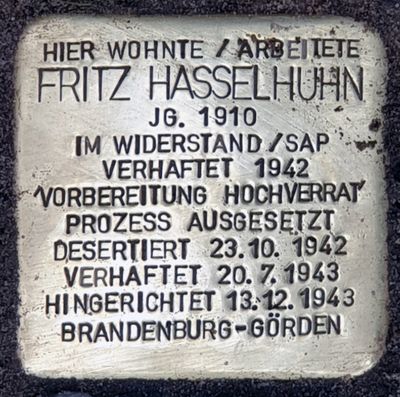 HIER WOHNTE / ARBEITETE
FRITZ HASSELHUHN
JG. 1910
IM WIDERSTAND / SAP
VERHAFTET 1942
'VORBEREITUNG HOCHVERRAT'
PROZESS AUSGESETZT
DESERTIERT 23.10. 1942
VERHAFTET 20.7.1943
HINGERICHTET 13.12.1943
BRANDENBURG-GÖRDEN